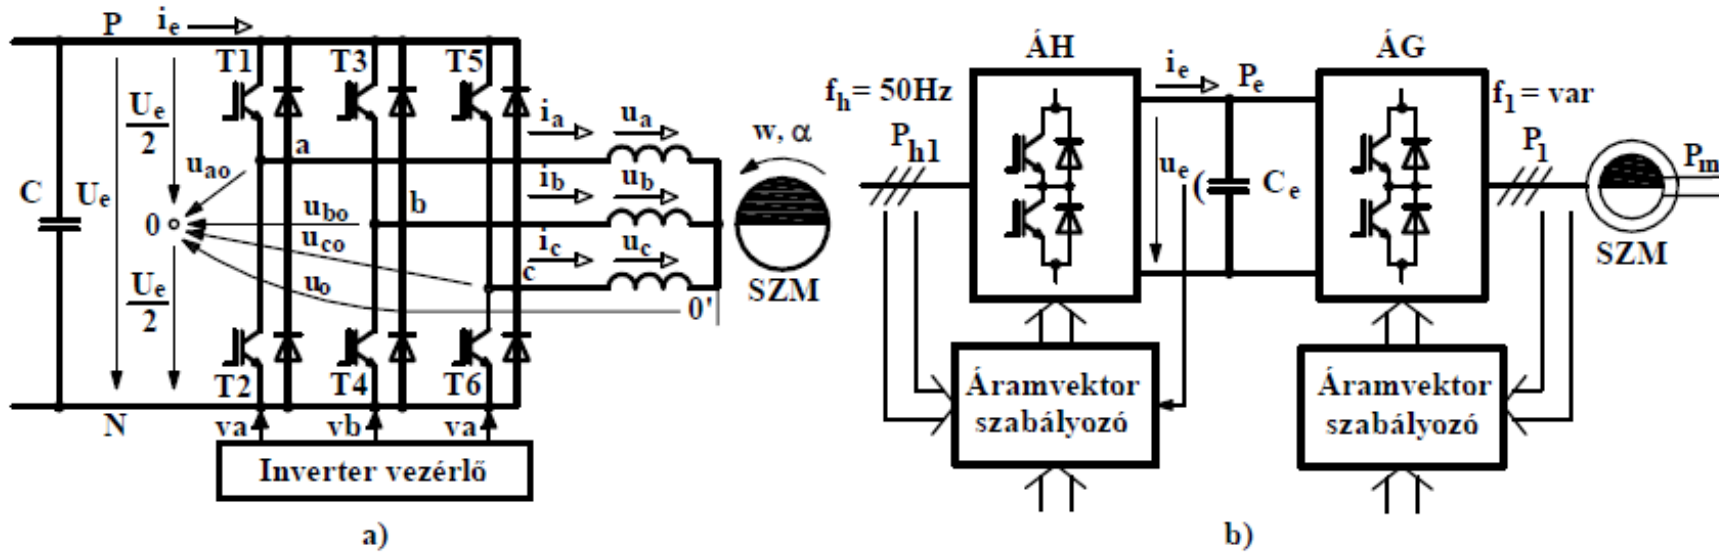 P
i_e
T1
T3
T5
U_e
2
C
U_e
u_ao
a
i_a
u_a
w, α
0
u_bo
b
i_b
u_b
u_co
i_c
u_c
c
SZM
U_e
2
u_o
0'
T2
T4
T6
N
va
vb
va
Inverter vezérlő
a)
ÁH
ÁG
f_h = 50Hz
i_e
P_e
f_1 = var
P_h1
u_e
(
C_e
P_1
P_m
SZM
Áramvektor
szabályozó
Áramvektor
szabályozó
b)